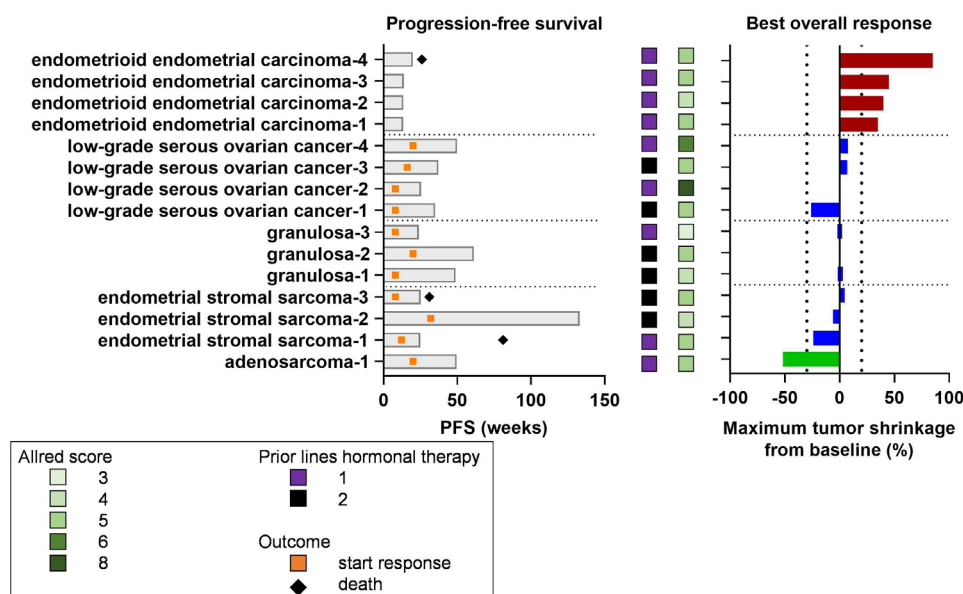 Progression-free survival
Best overall response
endometrioid endometrial carcinoma-4
endometrioid endometrial carcinoma-3
endometrioid endometrial carcinoma-2
endometrioid endometrial carcinoma-1
low-grade serous ovarian cancer-4
low-grade serous ovarian cancer-3
low-grade serous ovarian cancer-2
low-grade serous ovarian cancer-1
granulosa-3
granulosa-2
granulosa-1
endometrial stromal sarcoma-3
endometrial stromal sarcoma-2
endometrial stromal sarcoma-1
adenosarcoma-1
0 50 100 150
-100 -50 0 50 100
PFS (weeks)
Maximum tumor shrinkage
from baseline (%)
Allred score
3
4
5
6
8
Prior lines hormonal therapy
1
2
Outcome
start response
death